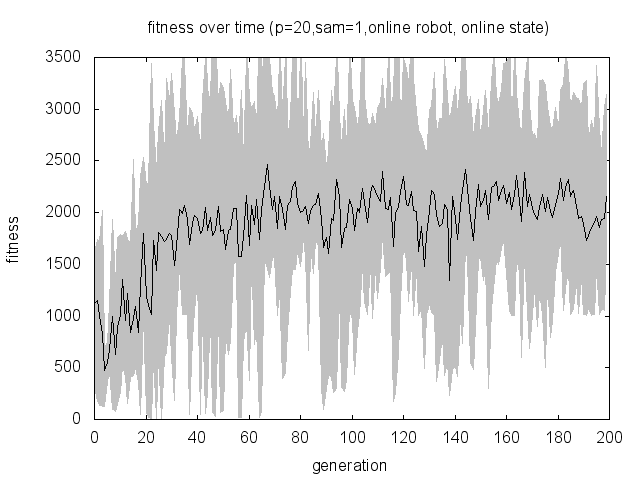 fitness over time (p=20,sam=1,online robot, online state)
3500
3000
2500
2000
1500
1000
500
0
fitness
0 20 40 60 80 100 120 140 160 180 200
generation